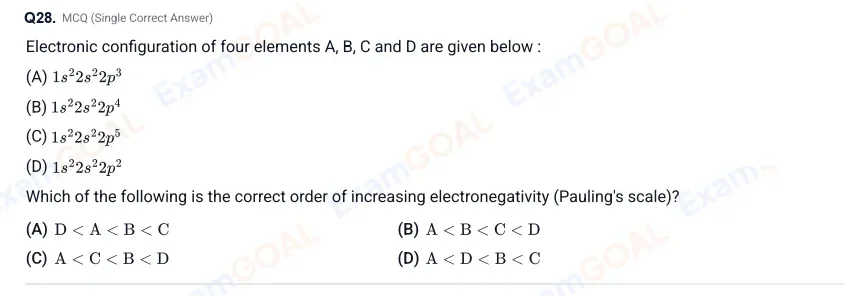 Q28. MCQ (Single Correct Answer)
Electronic configuration of four elements A, B, C and D are given below :
(A) 1s²2s²2p³
(B) 1s²2s²2p⁴
(C) 1s²2s²2p⁵
(D) 1s²2s²2p²
Which of the following is the correct order of increasing electronegativity (Pauling's scale)?
(A) D < A < B < C (B) A < B < C < D
(C) A < C < B < D (D) A < D < B < C